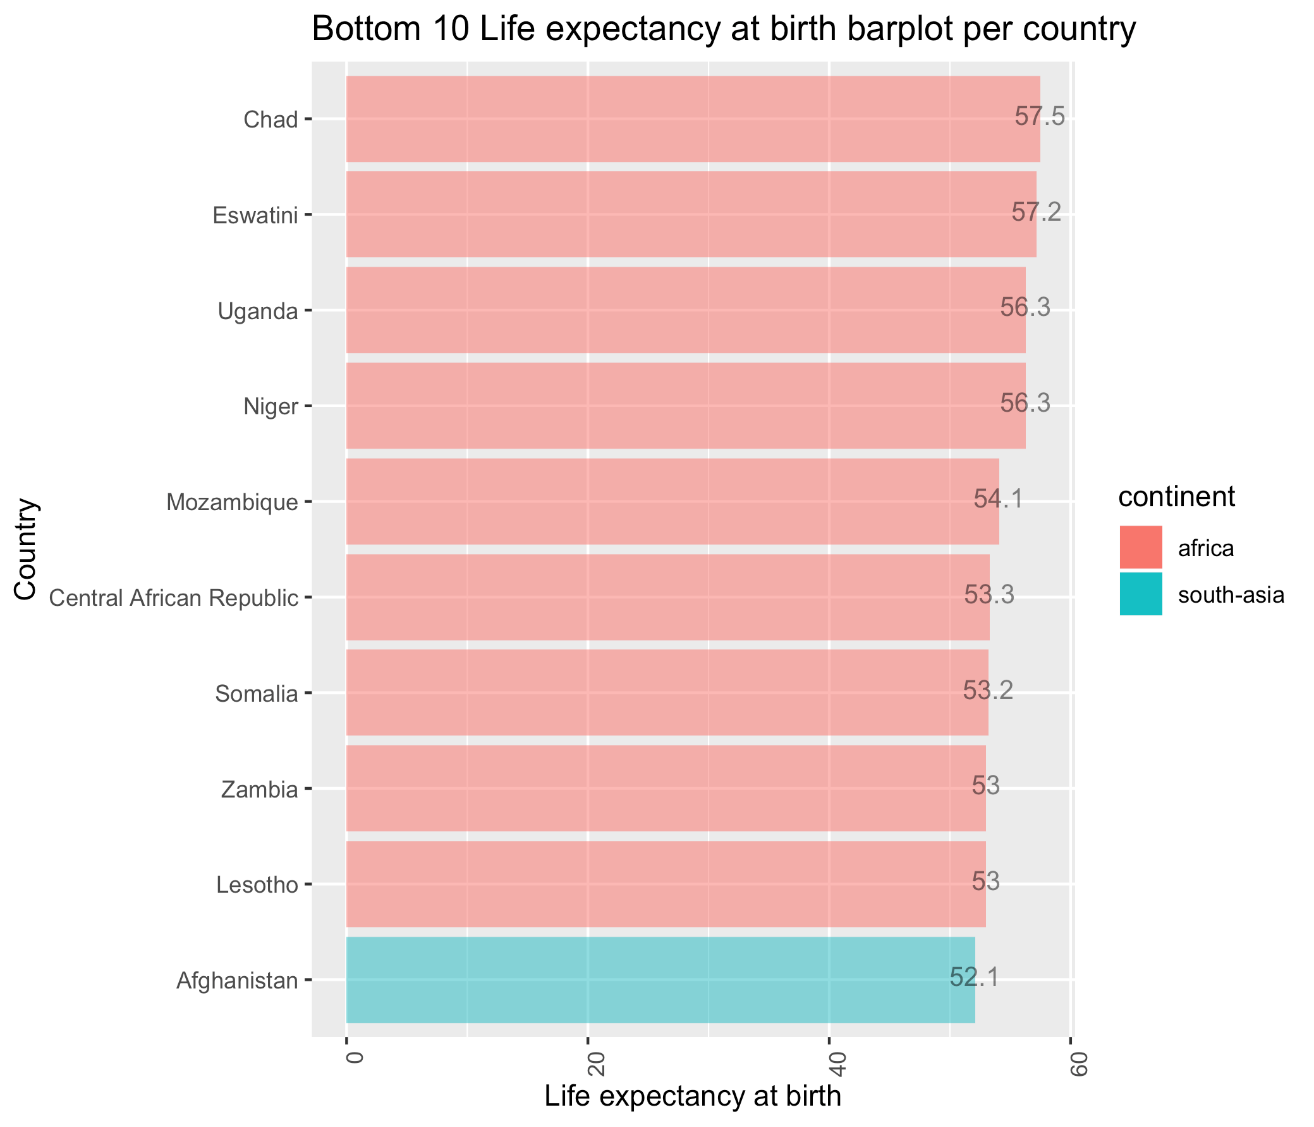 Bottom 10 Life expectancy at birth barplot per country
Country
Chad 57.5
Eswatini 57.2
Uganda 56.3
Niger 56.3
Mozambique 54.1
Central African Republic 53.3
Somalia 53.2
Zambia 53
Lesotho 53
Afghanistan 52.1
0 20 40 60
Life expectancy at birth
continent
africa
south-asia